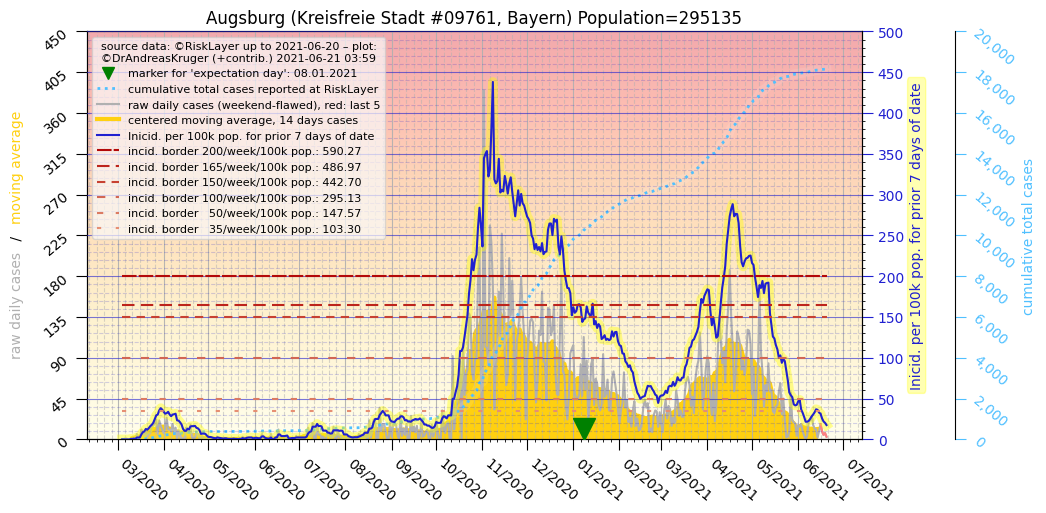 Augsburg (Kreisfreie Stadt #09761, Bayern) Population=295135
source data: ©RiskLayer up to 2021-06-20 – plot:
©DrAndreasKruger (+contrib.) 2021-06-21 03:59
marker for 'expectation day': 08.01.2021
cumulative total cases reported at RiskLayer
raw daily cases (weekend-flawed), red: last 5
centered moving average, 14 days cases
Inicid. per 100k pop. for prior 7 days of date
incid. border 200/week/100k pop.: 590.27
incid. border 165/week/100k pop.: 486.97
incid. border 150/week/100k pop.: 442.70
incid. border 100/week/100k pop.: 295.13
incid. border   50/week/100k pop.: 147.57
incid. border   35/week/100k pop.: 103.30
raw daily cases / moving average
450
405
360
315
270
225
180
135
90
45
0
03/2020
04/2020
05/2020
06/2020
07/2020
08/2020
09/2020
10/2020
11/2020
12/2020
01/2021
02/2021
03/2021
04/2021
05/2021
06/2021
07/2021
500
450
400
350
300
250
200
150
100
50
0
Inicid. per 100k pop. for prior 7 days of date
20,000
18,000
16,000
14,000
12,000
10,000
8,000
6,000
4,000
2,000
0
cumulative total cases